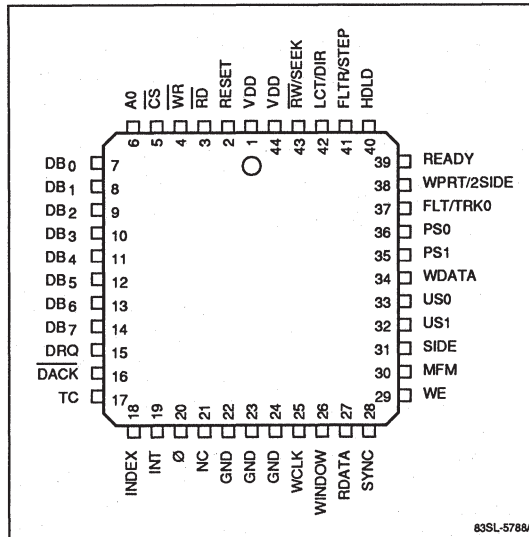 A0
CS
WR
RD
RESET
VDD
VDD
RW/SEEK
LCT/DIR
FLTR/STEP
HDLD
6 5 4 3 2 1 44 43 42 41 40
DB0 7
DB1 8
DB2 9
DB3 10
DB4 11
DB5 12
DB6 13
DB7 14
DRQ 15
DACK 16
TC 17
39 READY
38 WPRT/2SIDE
37 FLT/TRK0
36 PS0
35 PS1
34 WDATA
33 US0
32 US1
31 SIDE
30 MFM
29 WE
18 19 20 21 22 23 24 25 26 27 28
INDEX
INT
Ø
NC
GND
GND
GND
WCLK
WINDOW
RDATA
SYNC